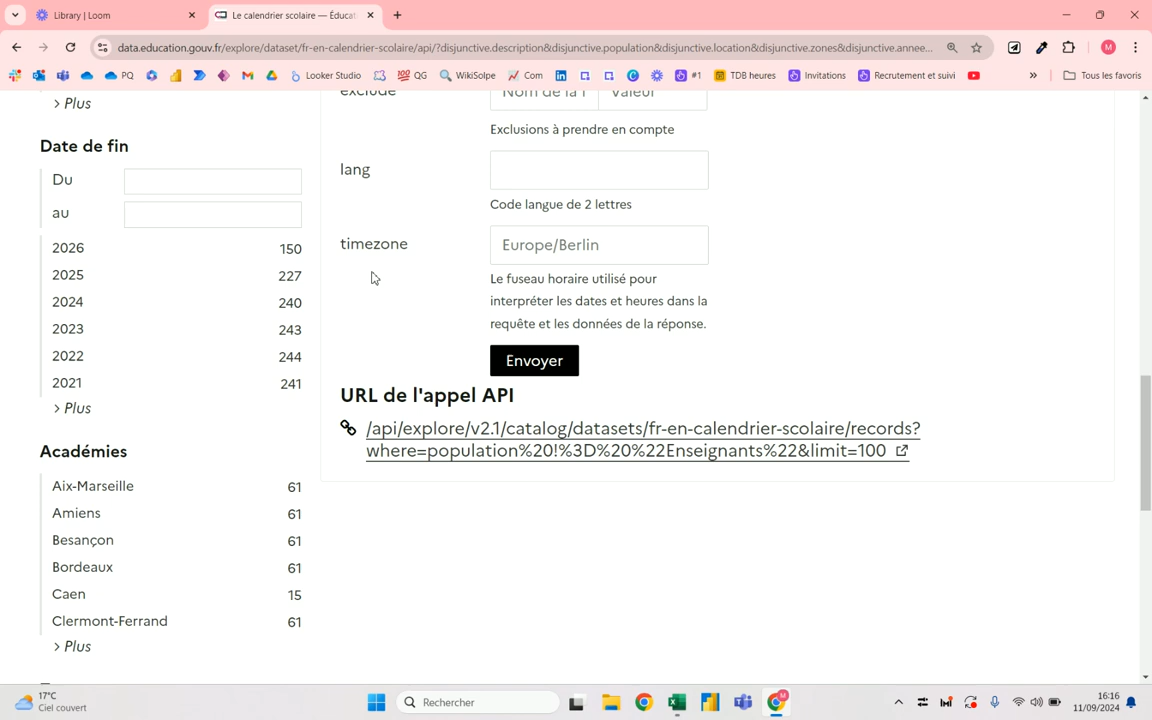 Library | Loom
Le calendrier scolaire — Éduca
data.education.gouv.fr/explore/dataset/fr-en-calendrier-scolaire/api/?disjunctive.description&disjunctive.population&disjunctive.location&disjunctive.zones&disjunctive.annee...
M
PQ
Looker Studio
QG
WikiSolpe
Com
#1
TDB heures
Invitations
Recrutement et suivi
Tous les favoris
> Plus
Date de fin
Du
au
2026 150
2025 227
2024 240
2023 243
2022 244
2021 241
> Plus
Académies
Aix-Marseille 61
Amiens 61
Besançon 61
Bordeaux 61
Caen 15
Clermont-Ferrand 61
> Plus
exclude
Valeur
Exclusions à prendre en compte
lang
Code langue de 2 lettres
timezone
Europe/Berlin
Le fuseau horaire utilisé pour
interpréter les dates et heures dans la
requête et les données de la réponse.
Envoyer
URL de l'appel API
/api/explore/v2.1/catalog/datasets/fr-en-calendrier-scolaire/records?
where=population%20!%3D%20%22Enseignants%22&limit=100
17°C
Ciel couvert
Rechercher
16:16
11/09/2024